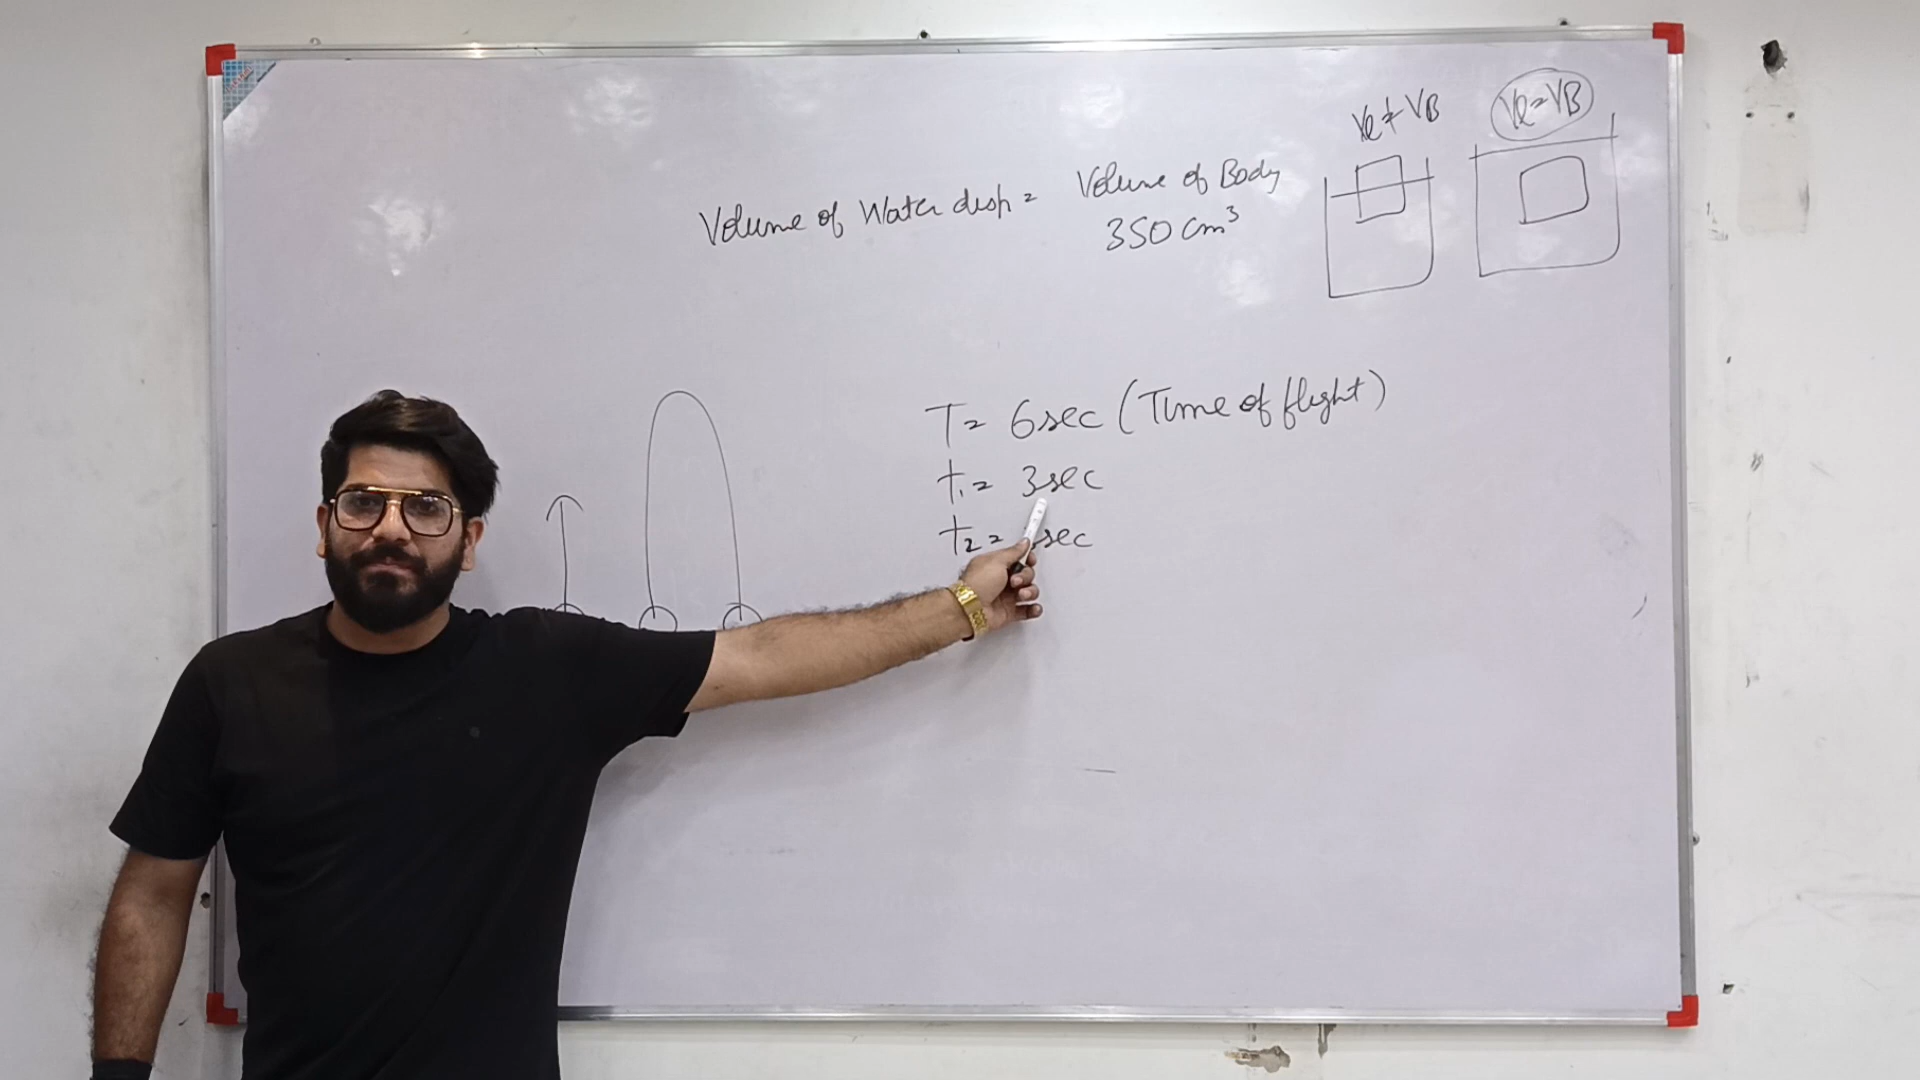 Ve ≠ VB
Ve = VB
Volume of Water disp = Volume of Body
350 cm³
T = 6sec (Time of flight)
t₁ = 3sec
t₂ = sec